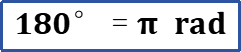 180° = π rad